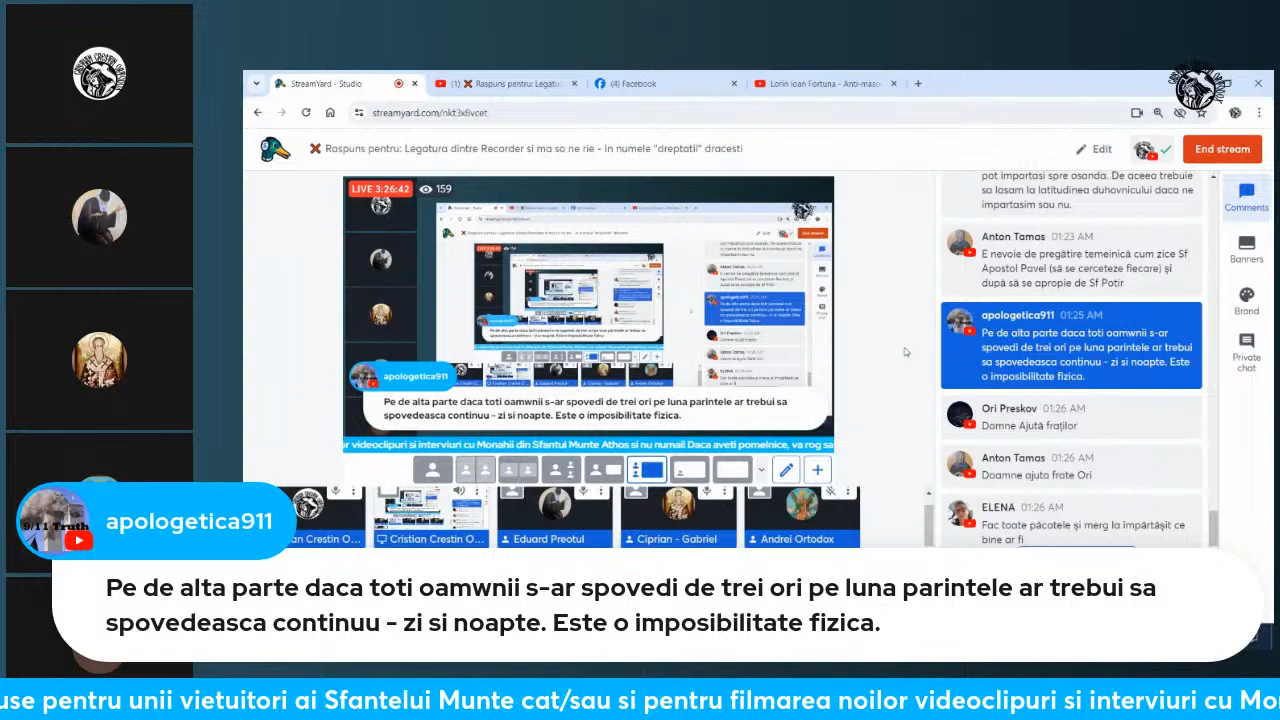 StreamYard - Studio
(1) ❌ Raspuns pentru: Legatu
(4) Facebook
Lorin Ioan Fortuna - Anti-maso
streamyard.com/nkt3x6vcet
❌ Raspuns pentru: Legatura dintre Recorder si ma so ne rie - In numele "dreptatii" dracesti
Edit
End stream
LIVE 3:26:42
159
apologetica911
Pe de alta parte daca toti oamwnii s-ar spovedi de trei ori pe luna parintele ar trebui sa
spovedeasca continuu - zi si noapte. Este o imposibilitate fizica.
or videoclipuri si interviuri cu Monahii din Sfantul Munte Athos si nu numai! Daca aveti pomelnice, va rog sa
an Crestin O...
Cristian Crestin O...
Eduard Preotul
Ciprian - Gabriel
Andrei Ortodox
pot impartasi spre osanda. De aceea trebuie
sa lasam la latitudinea duhovnicului daca ne
impartasim sau nu.
Anton Tamas 01:23 AM
E nevoie de pregătire temeinică cum zice Sf
Apostol Pavel (să se cerceteze fiecare) și
după să se apropie de Sf Potir
apologetica911 01:25 AM
Pe de alta parte daca toti oamwnii s-ar
spovedi de trei ori pe luna parintele ar trebui sa
spovedeasca continuu - zi si noapte. Este
o imposibilitate fizica.
Ori Preskov 01:26 AM
Domne Ajută fraților
Anton Tamas 01:26 AM
Doamne ajuta frate Ori
ELENA 01:26 AM
Fac toate păcatele și merg la împărtășit ce
bine ar fi
Comments
Banners
Brand
Private
chat
9/11 Truth
apologetica911
Pe de alta parte daca toti oamwnii s-ar spovedi de trei ori pe luna parintele ar trebui sa
spovedeasca continuu - zi si noapte. Este o imposibilitate fizica.
use pentru unii vietuitori ai Sfantelui Munte cat/sau si pentru filmarea noilor videoclipuri si interviuri cu Mo